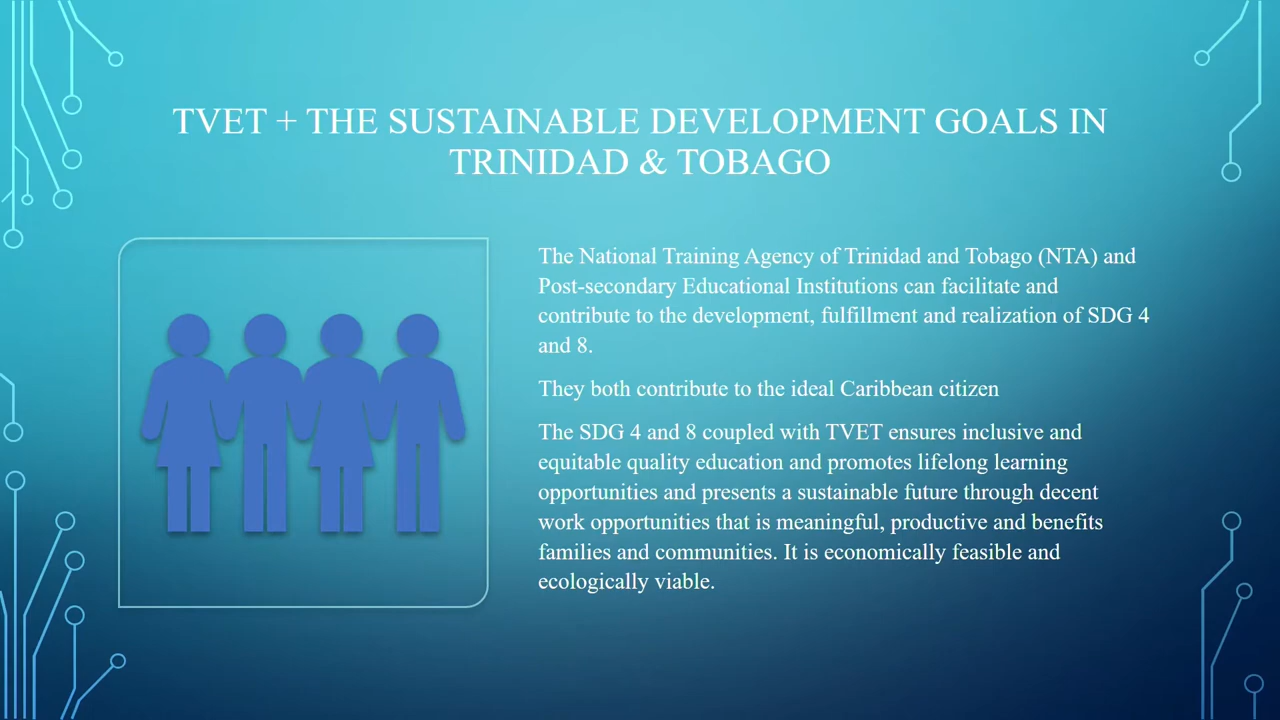 TVET + THE SUSTAINABLE DEVELOPMENT GOALS IN
TRINIDAD & TOBAGO
The National Training Agency of Trinidad and Tobago (NTA) and
Post-secondary Educational Institutions can facilitate and
contribute to the development, fulfillment and realization of SDG 4
and 8.
They both contribute to the ideal Caribbean citizen
The SDG 4 and 8 coupled with TVET ensures inclusive and
equitable quality education and promotes lifelong learning
opportunities and presents a sustainable future through decent
work opportunities that is meaningful, productive and benefits
families and communities. It is economically feasible and
ecologically viable.